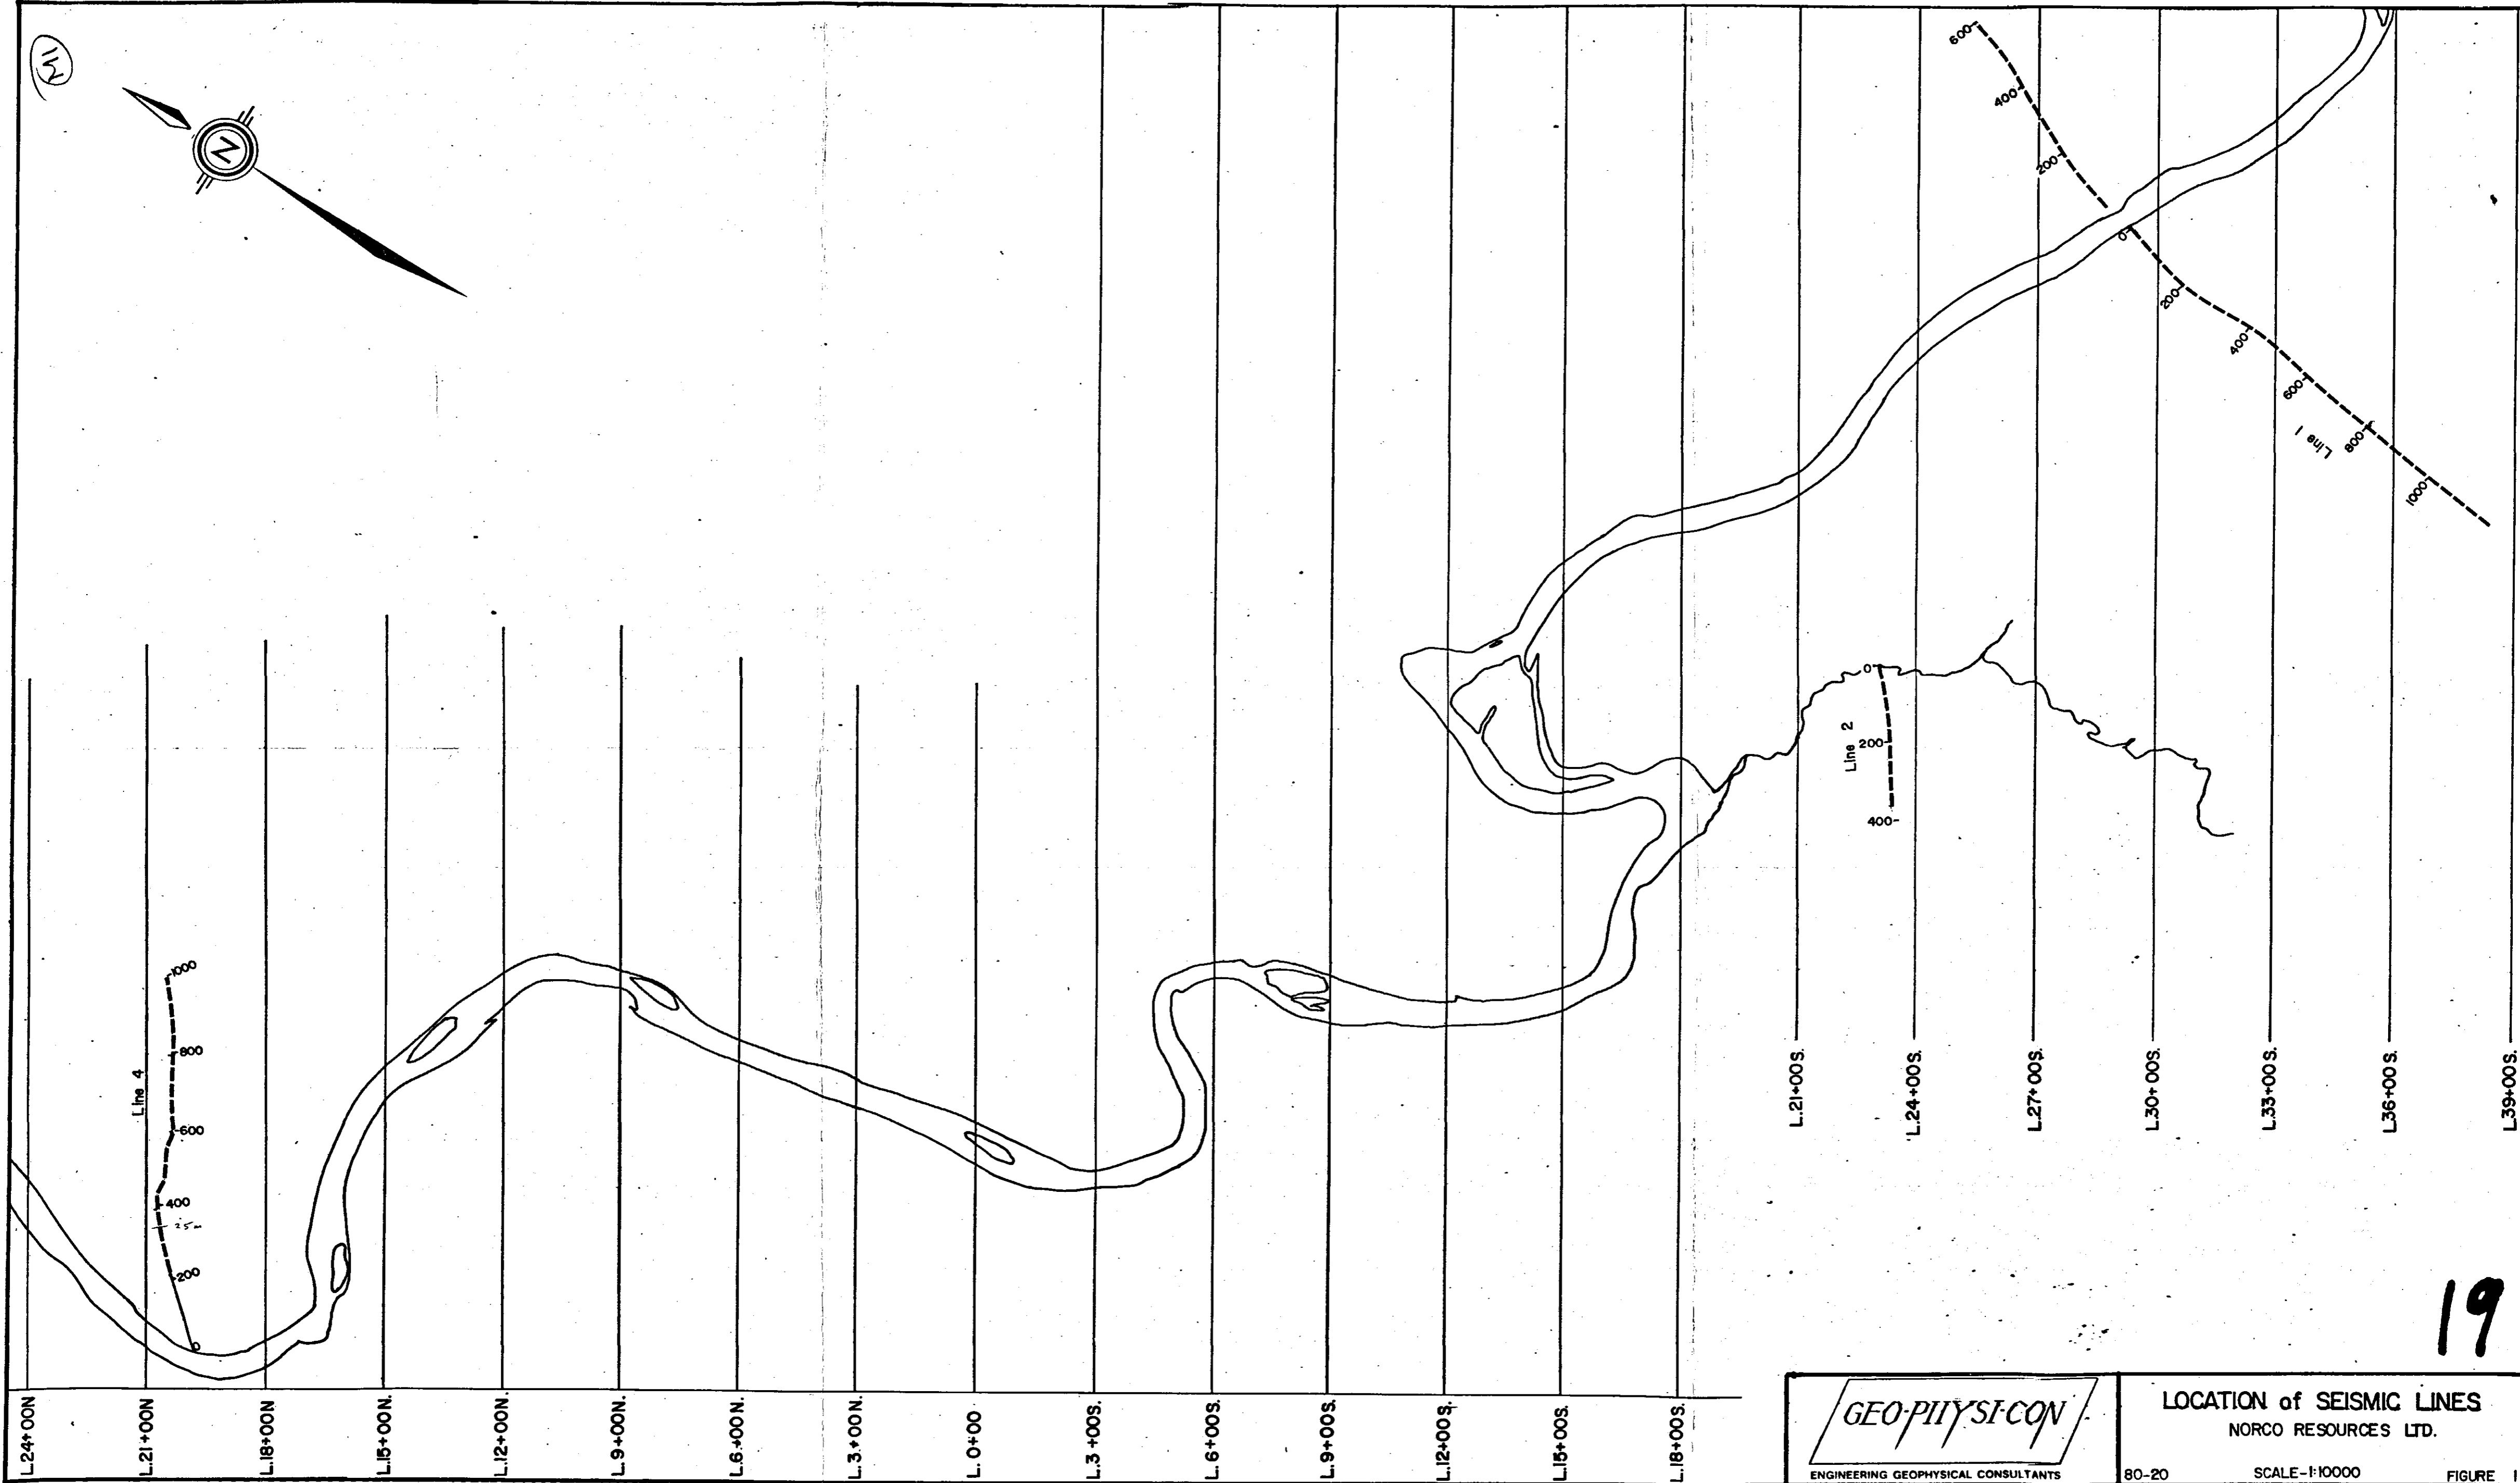 N
600
400
200
0
200
400
600
800
1000
Line 1
0
Line 2
200
400
1000
800
Line 4
600
400
25 m
200
0
L.21+00S.
L.24+00S.
L.27+00S.
L.30+00S.
L.33+00S.
L.36+00S.
L.39+00S.
19
L.24+00N
L.21+00N
L.18+00N
L.15+00N.
L.12+00N.
L.9+00N.
L.6+00N.
L.3+00N.
L.0+00
L.3+00S.
L.6+00S.
L.9+00S.
L.12+00S.
L.15+00S.
L.18+00S.
GEO-PHYSI-CON
ENGINEERING GEOPHYSICAL CONSULTANTS
LOCATION of SEISMIC LINES
NORCO RESOURCES LTD.
80-20 SCALE-1:10000 FIGURE